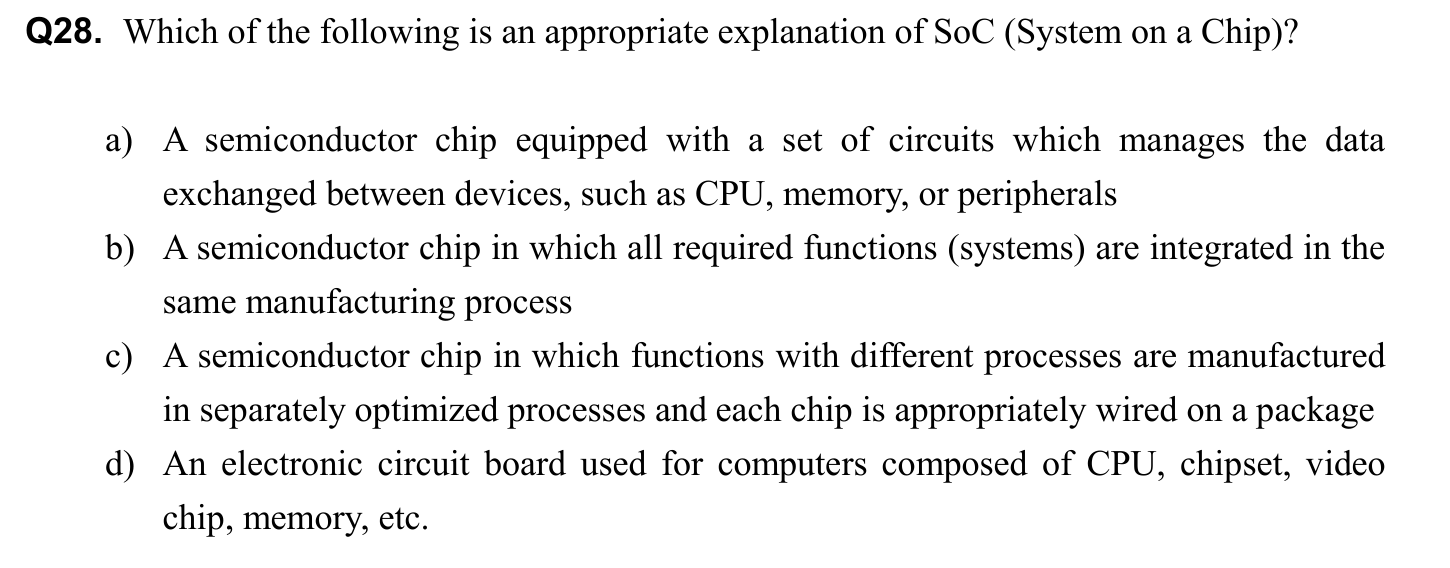 Q28. Which of the following is an appropriate explanation of SoC (System on a Chip)?
a) A semiconductor chip equipped with a set of circuits which manages the data
exchanged between devices, such as CPU, memory, or peripherals
b) A semiconductor chip in which all required functions (systems) are integrated in the
same manufacturing process
c) A semiconductor chip in which functions with different processes are manufactured
in separately optimized processes and each chip is appropriately wired on a package
d) An electronic circuit board used for computers composed of CPU, chipset, video
chip, memory, etc.